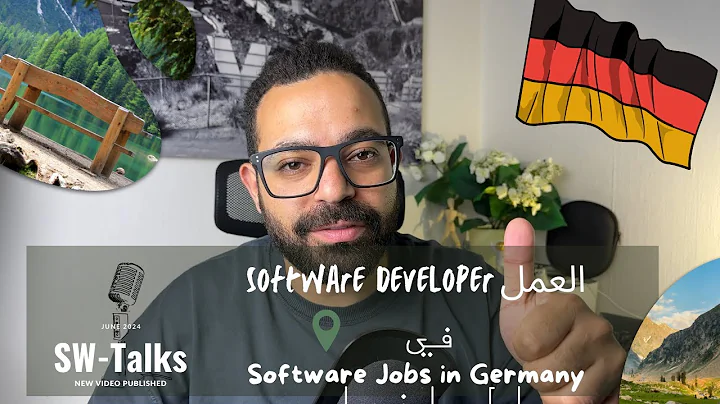 SOFTWARE DEVELOPER العمل
في
Software Jobs in Germany
JUNE 2024
SW-Talks
NEW VIDEO PUBLISHED